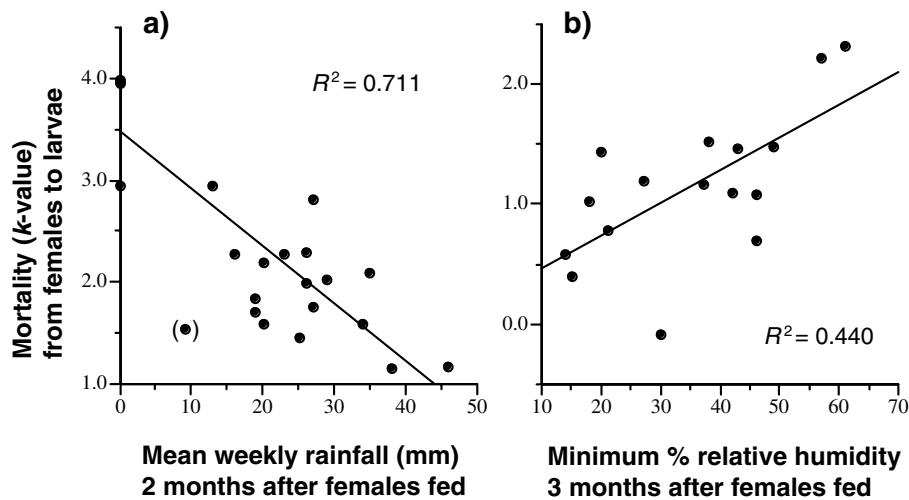 a)
R² = 0.711
4.0
3.0
2.0
1.0
0
10
20
30
40
50
Mortality (k-value)
from females to larvae
Mean weekly rainfall (mm)
2 months after females fed
b)
R² = 0.440
2.0
1.0
0.0
10
20
30
40
50
60
70
Minimum % relative humidity
3 months after females fed